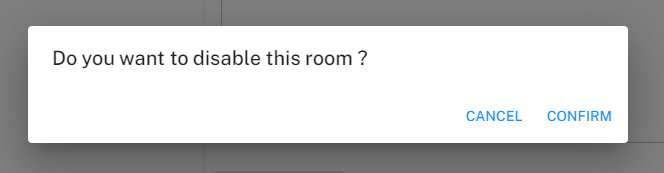 Do you want to disable this room ?
CANCEL CONFIRM